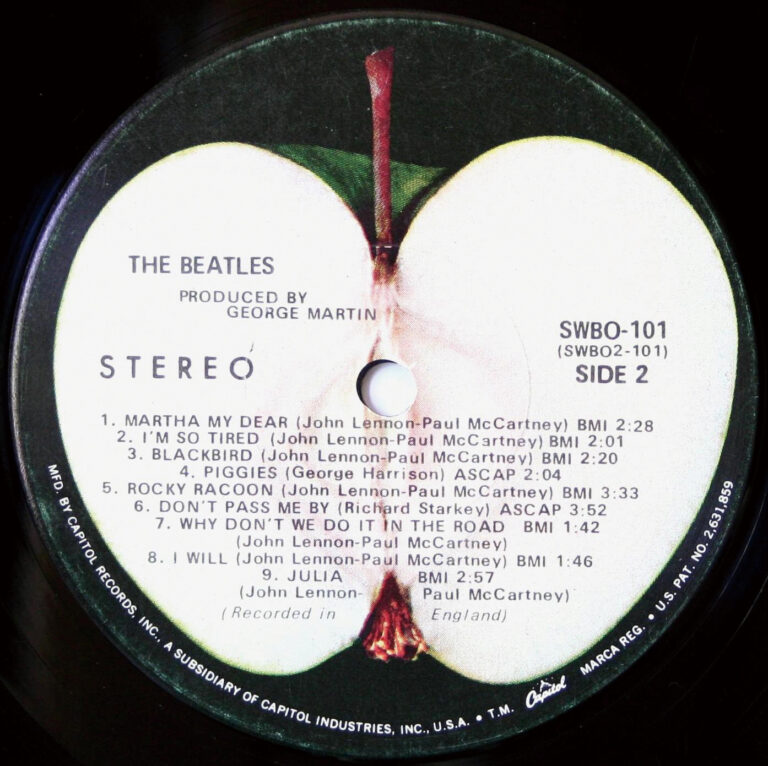 THE BEATLES
PRODUCED BY
GEORGE MARTIN
STEREO
SWBO-101
(SWBO2-101)
SIDE 2
1. MARTHA MY DEAR (John Lennon-Paul McCartney) BMI 2:28
2. I'M SO TIRED (John Lennon-Paul McCartney) BMI 2:01
3. BLACKBIRD (John Lennon-Paul McCartney) BMI 2:20
4. PIGGIES (George Harrison) ASCAP 2:04
5. ROCKY RACOON (John Lennon-Paul McCartney) BMI 3:33
6. DON'T PASS ME BY (Richard Starkey) ASCAP 3:52
7. WHY DON'T WE DO IT IN THE ROAD BMI 1:42
(John Lennon-Paul McCartney)
8. I WILL (John Lennon-Paul McCartney) BMI 1:46
9. JULIA BMI 2:57
(John Lennon- Paul McCartney)
(Recorded in England)
MFD. BY CAPITOL RECORDS, INC., A SUBSIDIARY OF CAPITOL INDUSTRIES, INC., U.S.A. • T.M. Capitol MARCA REG. • U.S. PAT. NO. 2,631,859